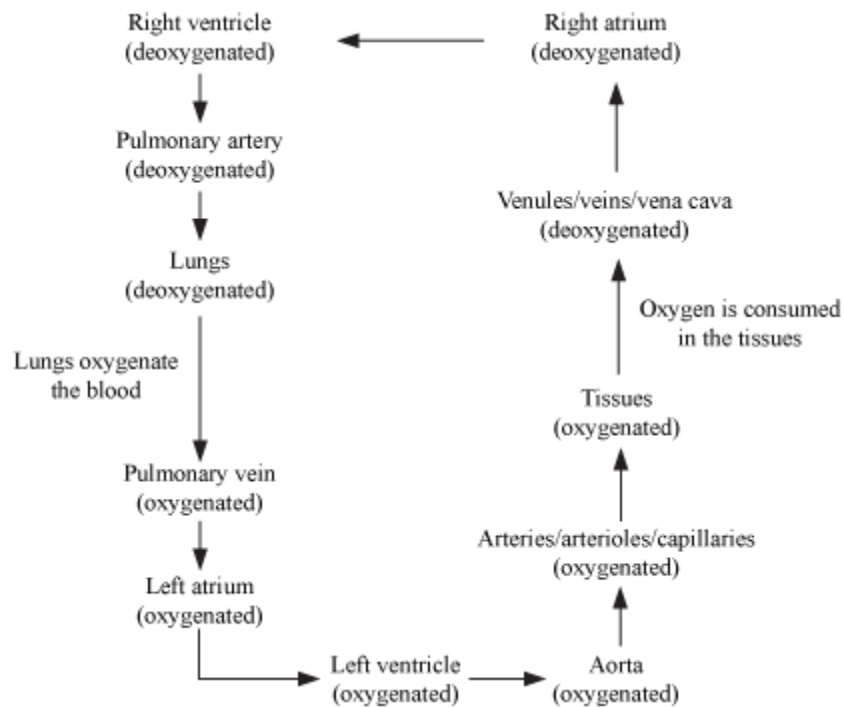 Right ventricle
(deoxygenated)
Right atrium
(deoxygenated)
Pulmonary artery
(deoxygenated)
Venules/veins/vena cava
(deoxygenated)
Lungs
(deoxygenated)
Oxygen is consumed
in the tissues
Lungs oxygenate
the blood
Tissues
(oxygenated)
Pulmonary vein
(oxygenated)
Arteries/arterioles/capillaries
(oxygenated)
Left atrium
(oxygenated)
Left ventricle
(oxygenated)
Aorta
(oxygenated)